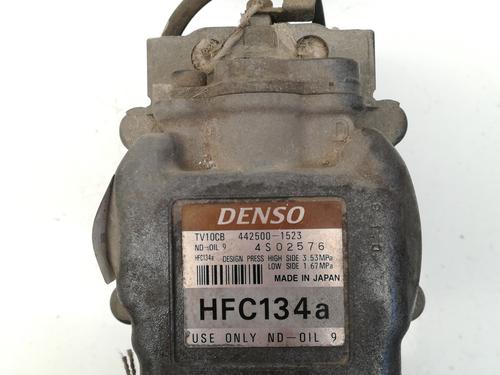 DENSO
TV10CB 442500-1523
ND-OIL 9 4S02576
HFC134a DESIGN PRESS HIGH SIDE 3.53MPa
LOW SIDE 1.67MPa
MADE IN JAPAN
HFC134a
USE ONLY ND-OIL 9